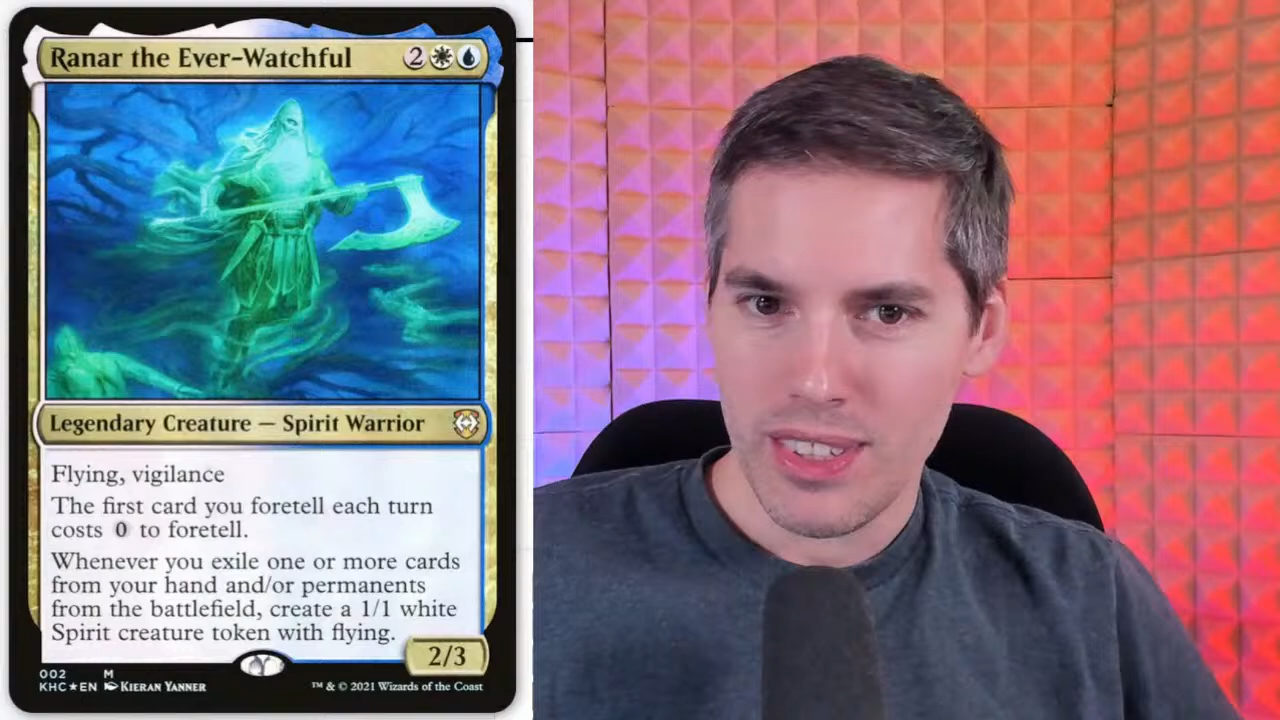 Ranar the Ever-Watchful 2
Legendary Creature — Spirit Warrior
Flying, vigilance
The first card you foretell each turn
costs 0 to foretell.
Whenever you exile one or more cards
from your hand and/or permanents
from the battlefield, create a 1/1 white
Spirit creature token with flying.
2/3
002 M
KHC★EN KIERAN YANNER
™ & © 2021 Wizards of the Coast